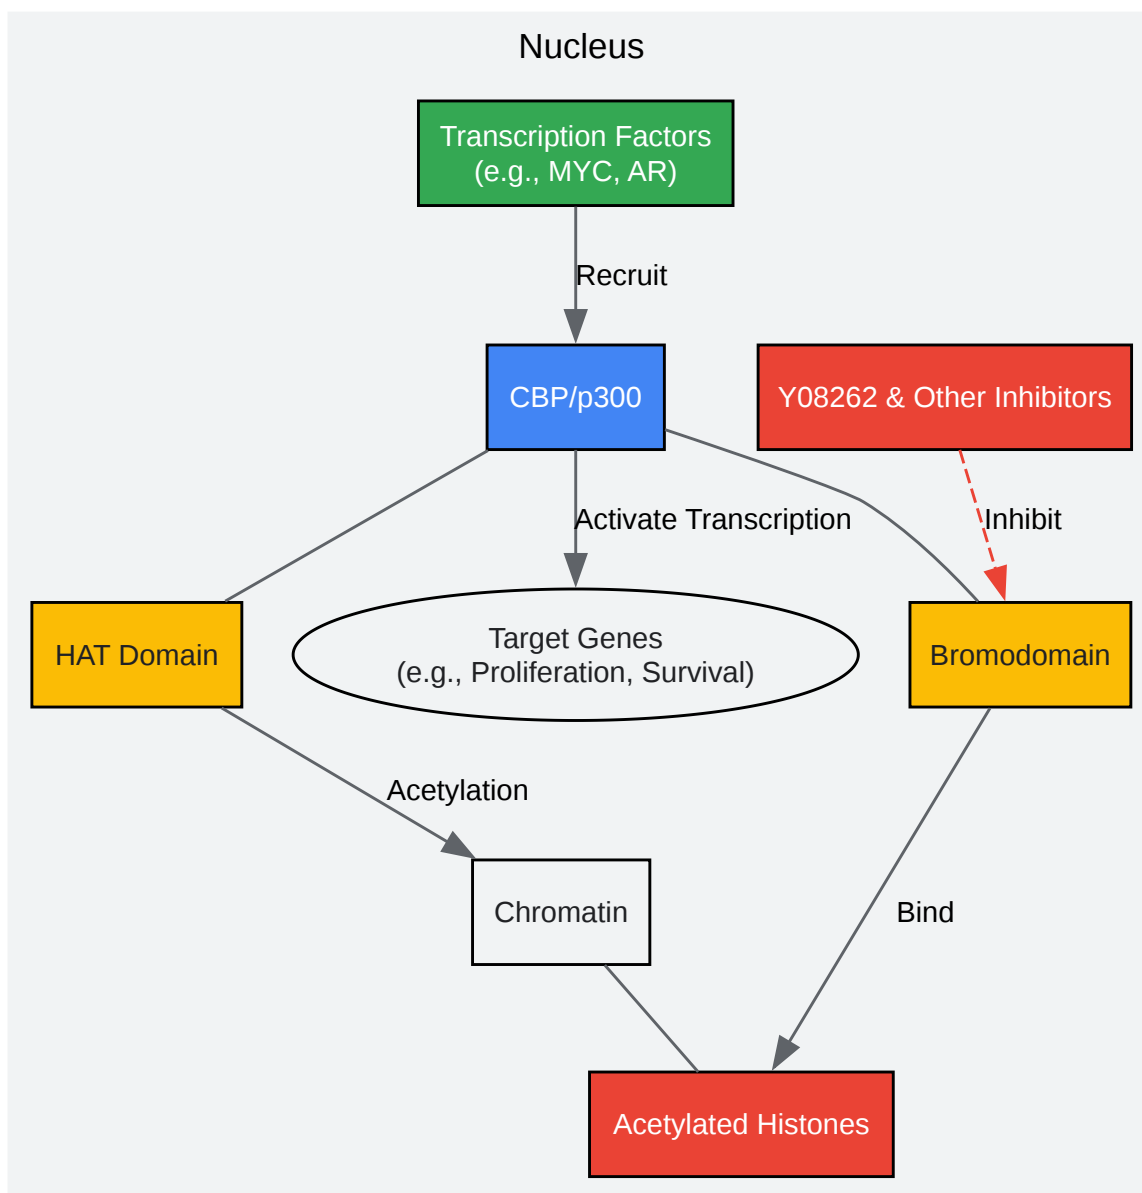 Nucleus
Transcription Factors
(e.g., MYC, AR)
Recruit
CBP/p300
Y08262 & Other Inhibitors
Activate Transcription
Inhibit
HAT Domain
Target Genes
(e.g., Proliferation, Survival)
Bromodomain
Acetylation
Chromatin
Bind
Acetylated Histones